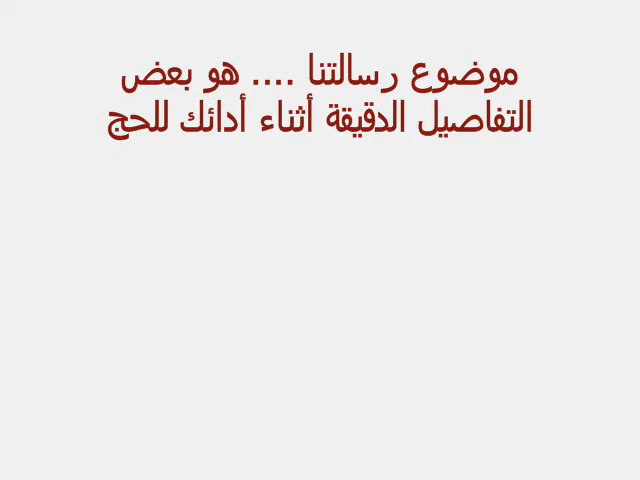 موضوع رسالتنا .... هو بعض
التفاصيل الدقيقة أثناء أدائك للحج